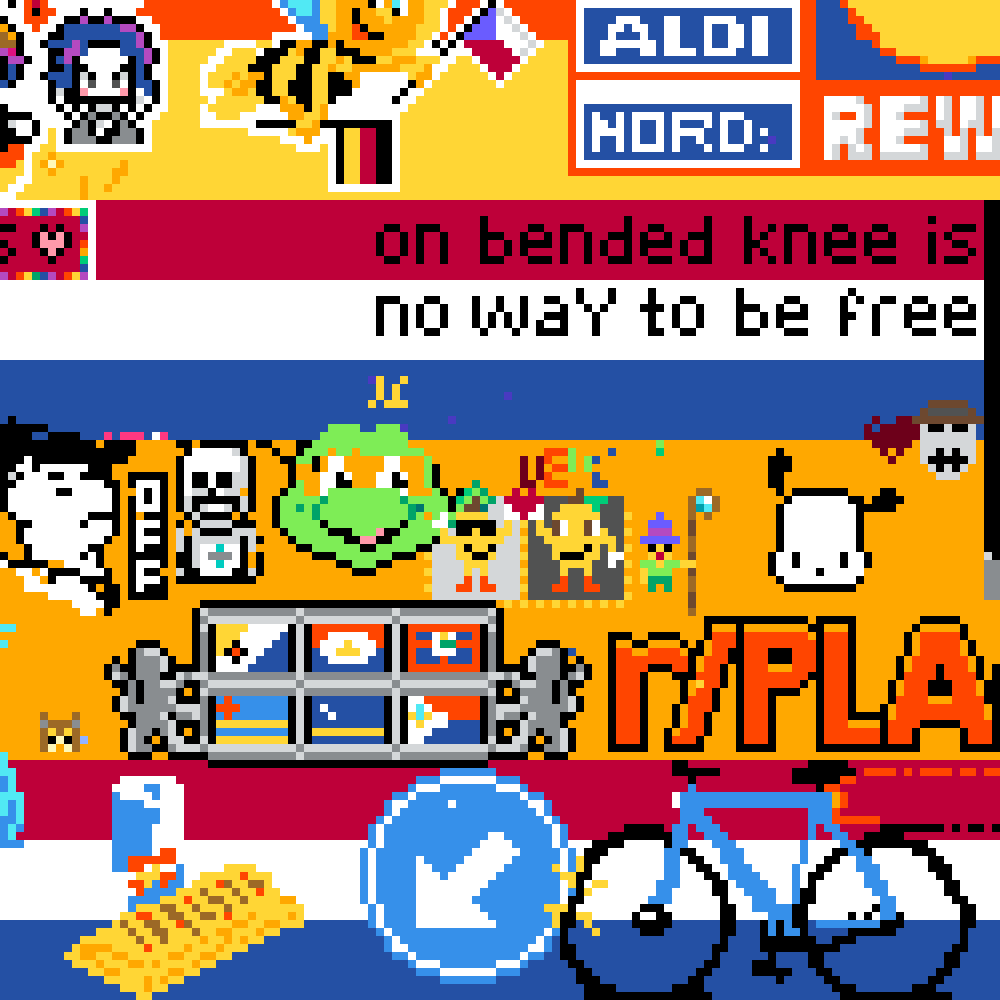 ALDI
NORD:
REW
on bended knee is
no waY to be free
r/PLA